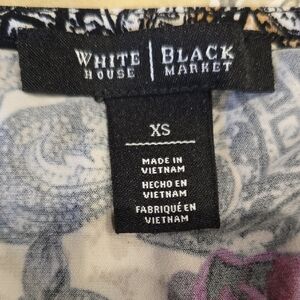 WHITE | BLACK
HOUSE | MARKET
XS
MADE IN
VIETNAM
HECHO EN
VIETNAM
FABRIQUÉ EN
VIETNAM